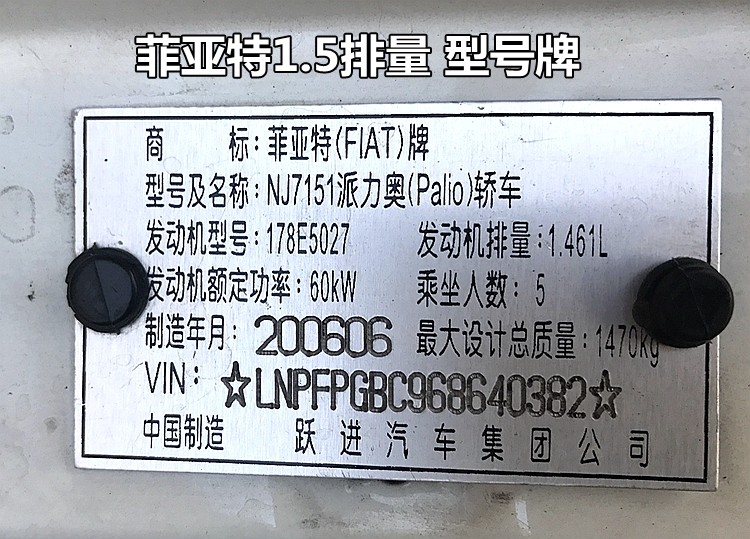 菲亚特1.5排量 型号牌
商 标:菲亚特(FIAT)牌
型号及名称:NJ7151派力奥(Palio)轿车
发动机型号:178E5027 发动机排量:1.461L
发动机额定功率:60kW 乘坐人数:5
制造年月:200606 最大设计总质量:1470kg
VIN:☆LNPFPGBC968640382☆
中国制造 跃进汽车集团公司